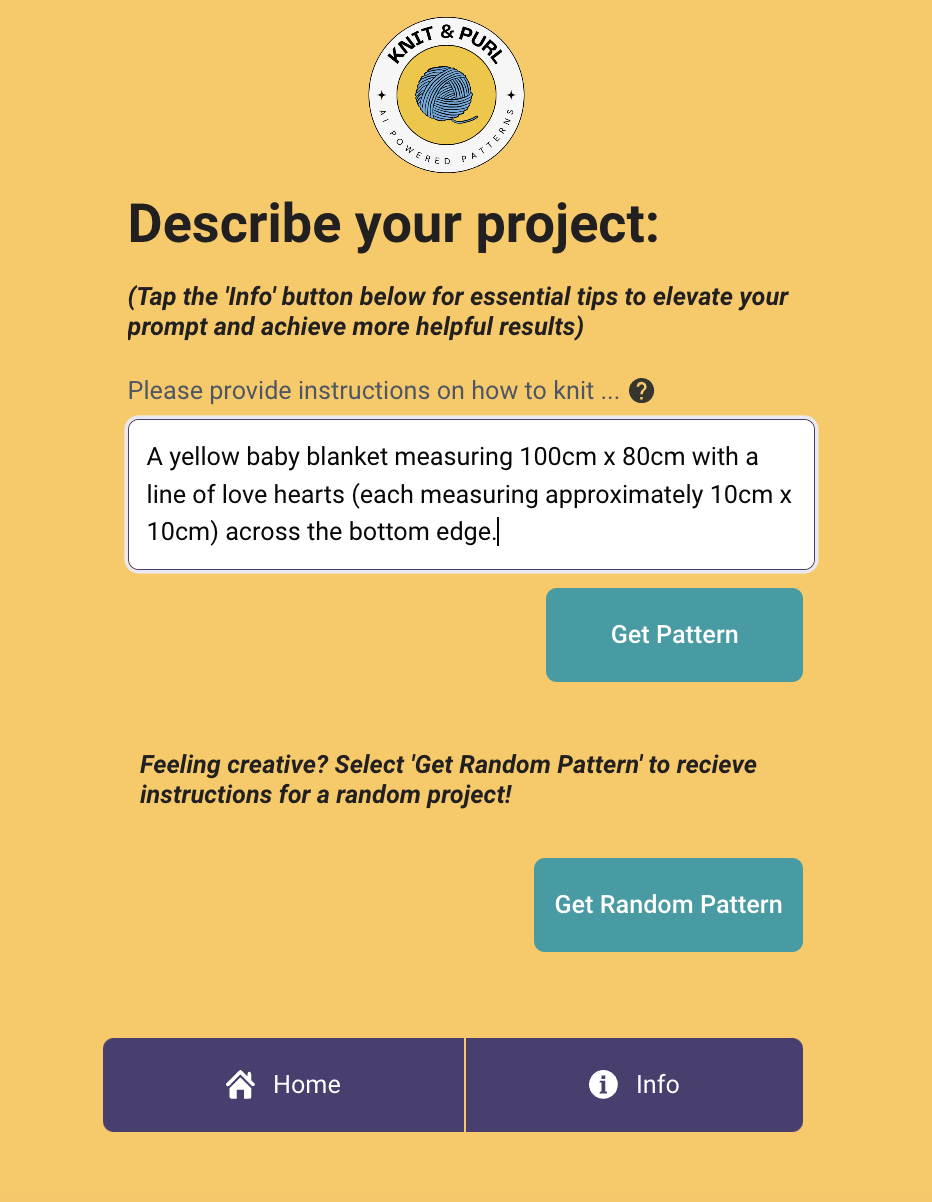 KNIT & PURL
AI POWERED PATTERNS
Describe your project:
(Tap the 'Info' button below for essential tips to elevate your
prompt and achieve more helpful results)
Please provide instructions on how to knit ... ?
A yellow baby blanket measuring 100cm x 80cm with a
line of love hearts (each measuring approximately 10cm x
10cm) across the bottom edge.
Get Pattern
Feeling creative? Select 'Get Random Pattern' to recieve
instructions for a random project!
Get Random Pattern
Home
Info